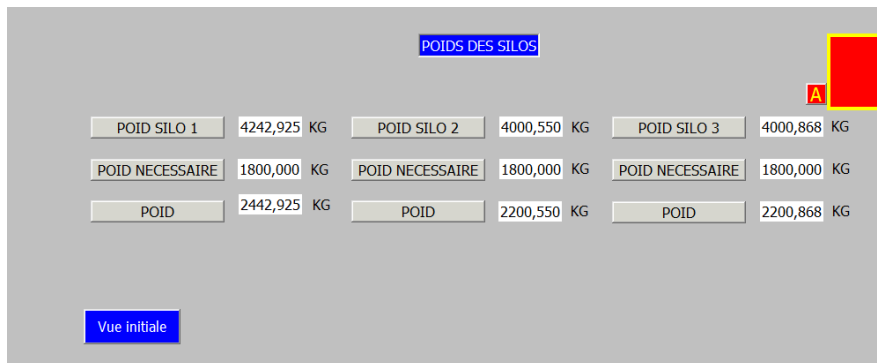 POIDS DES SILOS
A
POID SILO 1 4242,925 KG POID SILO 2 4000,550 KG POID SILO 3 4000,868 KG
POID NECESSAIRE 1800,000 KG POID NECESSAIRE 1800,000 KG POID NECESSAIRE 1800,000 KG
POID 2442,925 KG POID 2200,550 KG POID 2200,868 KG
Vue initiale